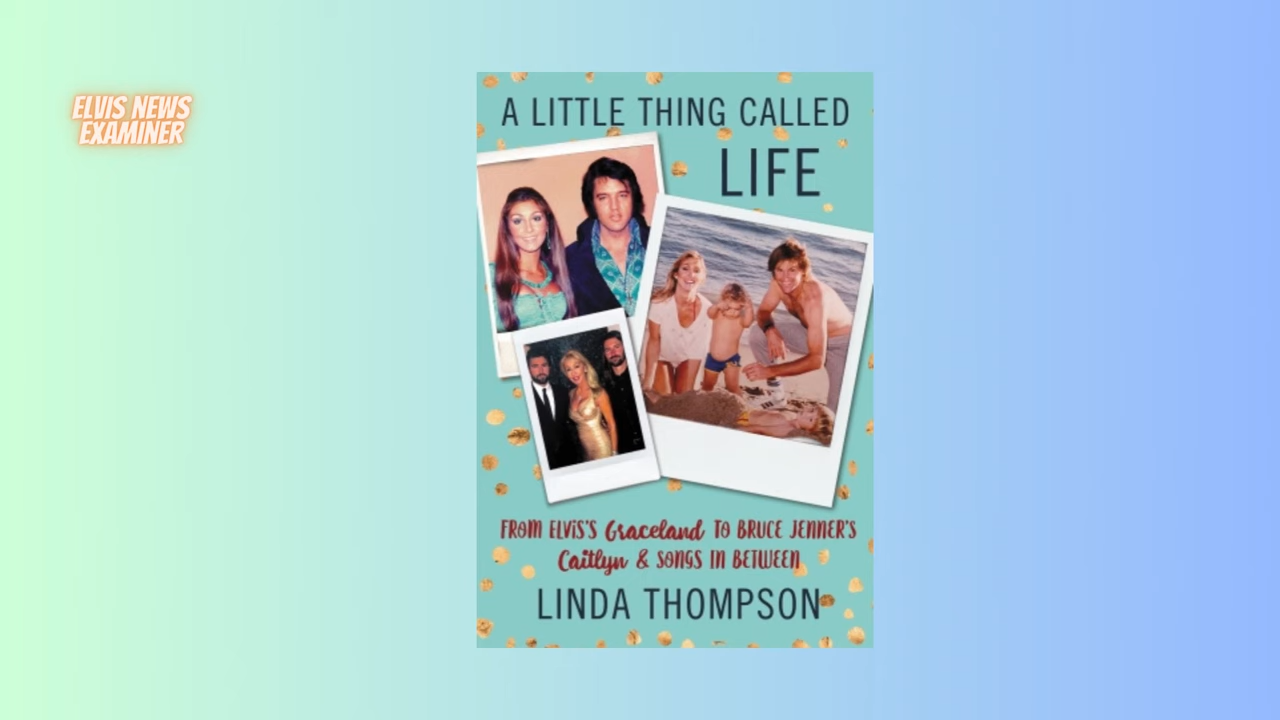 ELVIS NEWS
EXAMINER
A LITTLE THING CALLED
LIFE
FROM ELVIS'S Graceland TO BRUCE JENNER'S
Caitlyn & SONGS IN BETWEEN
LINDA THOMPSON